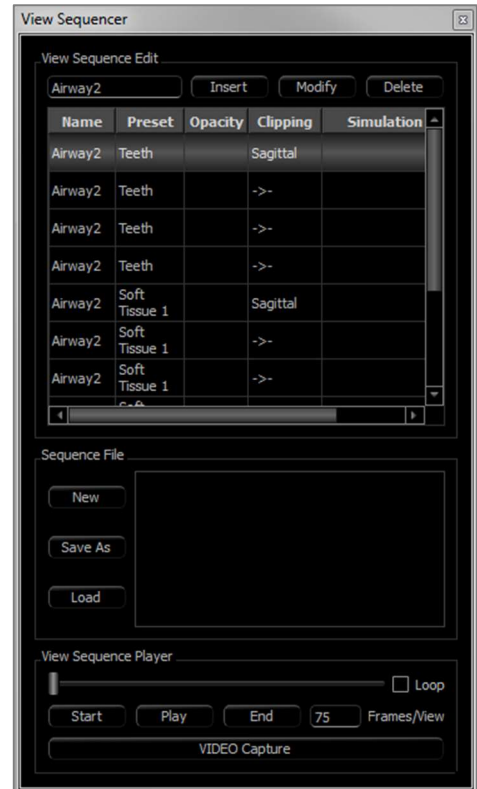 View Sequencer
View Sequence Edit
Airway2 Insert Modify Delete
Name Preset Opacity Clipping Simulation
Airway2 Teeth Sagittal
Airway2 Teeth ->-
Airway2 Teeth ->-
Airway2 Teeth ->-
Airway2 Soft Tissue 1 Sagittal
Airway2 Soft Tissue 1 ->-
Airway2 Soft Tissue 1 ->-
Sequence File
New
Save As
Load
View Sequence Player
Loop
Start Play End 75 Frames/View
VIDEO Capture